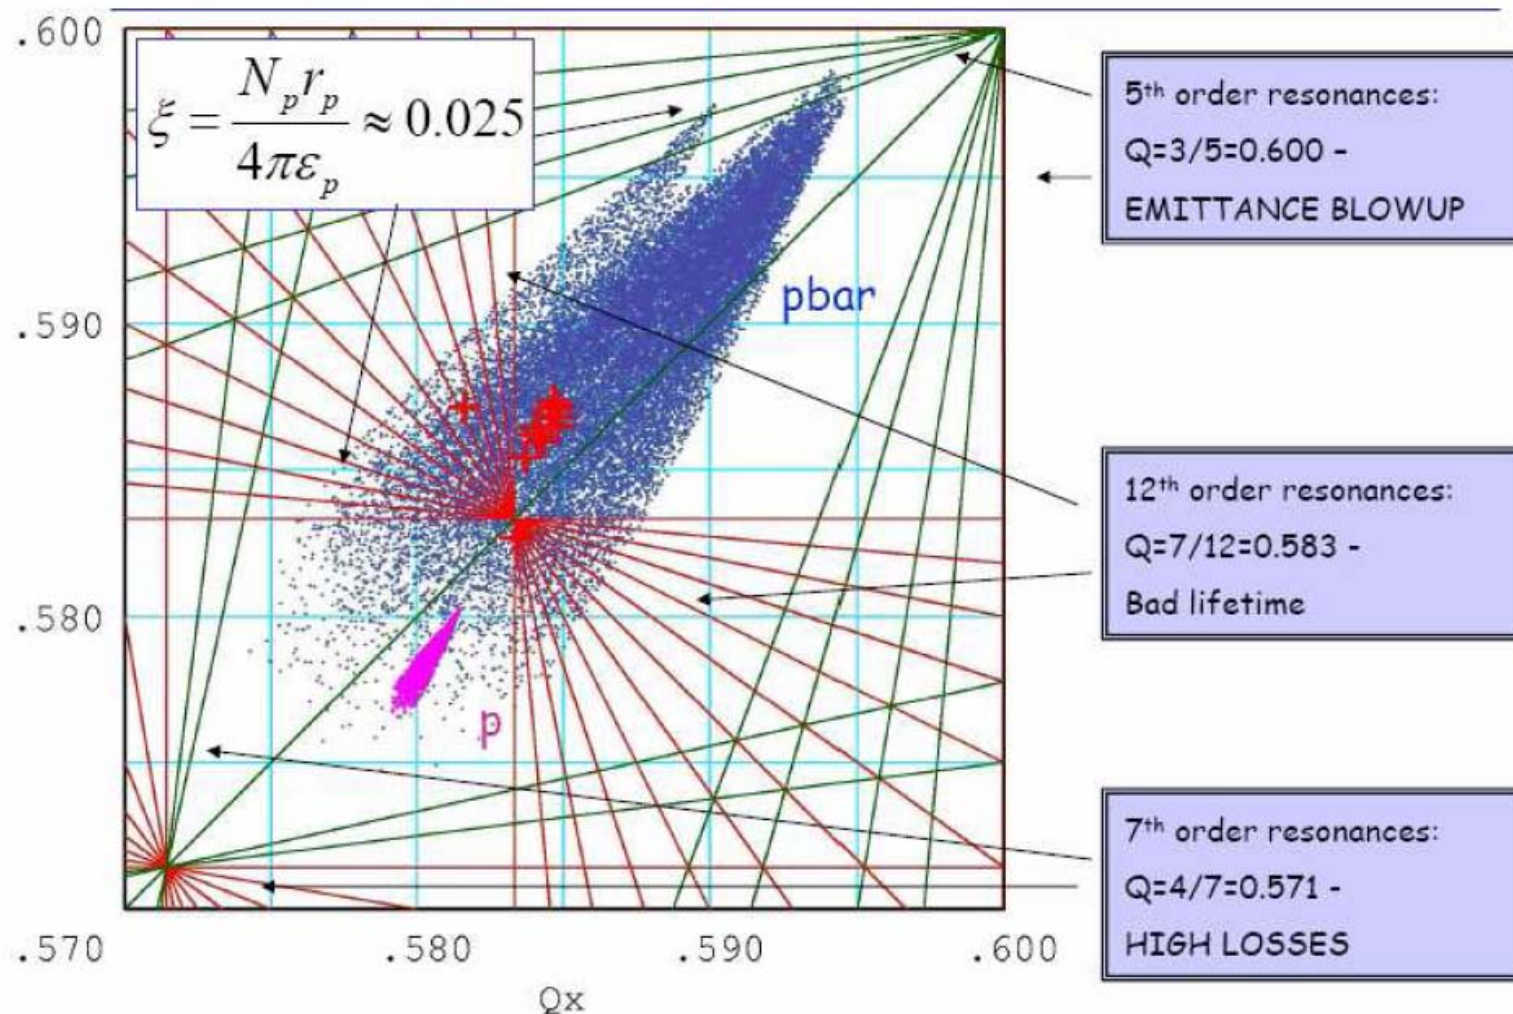 .600
ξ = N_p r_p / 4πε_p ≈ 0.025
5th order resonances:
Q=3/5=0.600 –
EMITTANCE BLOWUP
pbar
.590
12th order resonances:
Q=7/12=0.583 –
Bad lifetime
.580
p
7th order resonances:
Q=4/7=0.571 –
HIGH LOSSES
.570 .580 .590 .600
Qx